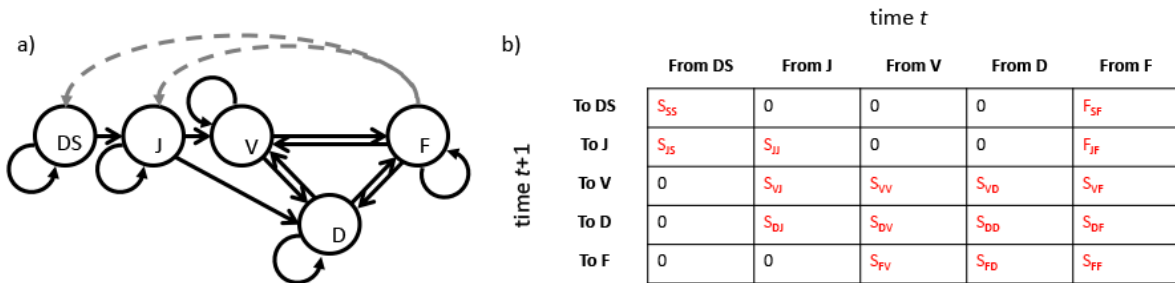 a)
DS
J
V
F
D
b)
time t
From DS From J From V From D From F
To DS S_SS 0 0 0 F_SF
To J S_JS S_JJ 0 0 F_JF
To V 0 S_VJ S_VV S_VD S_VF
To D 0 S_DJ S_DV S_DD S_DF
To F 0 0 S_FV S_FD S_FF
time t+1